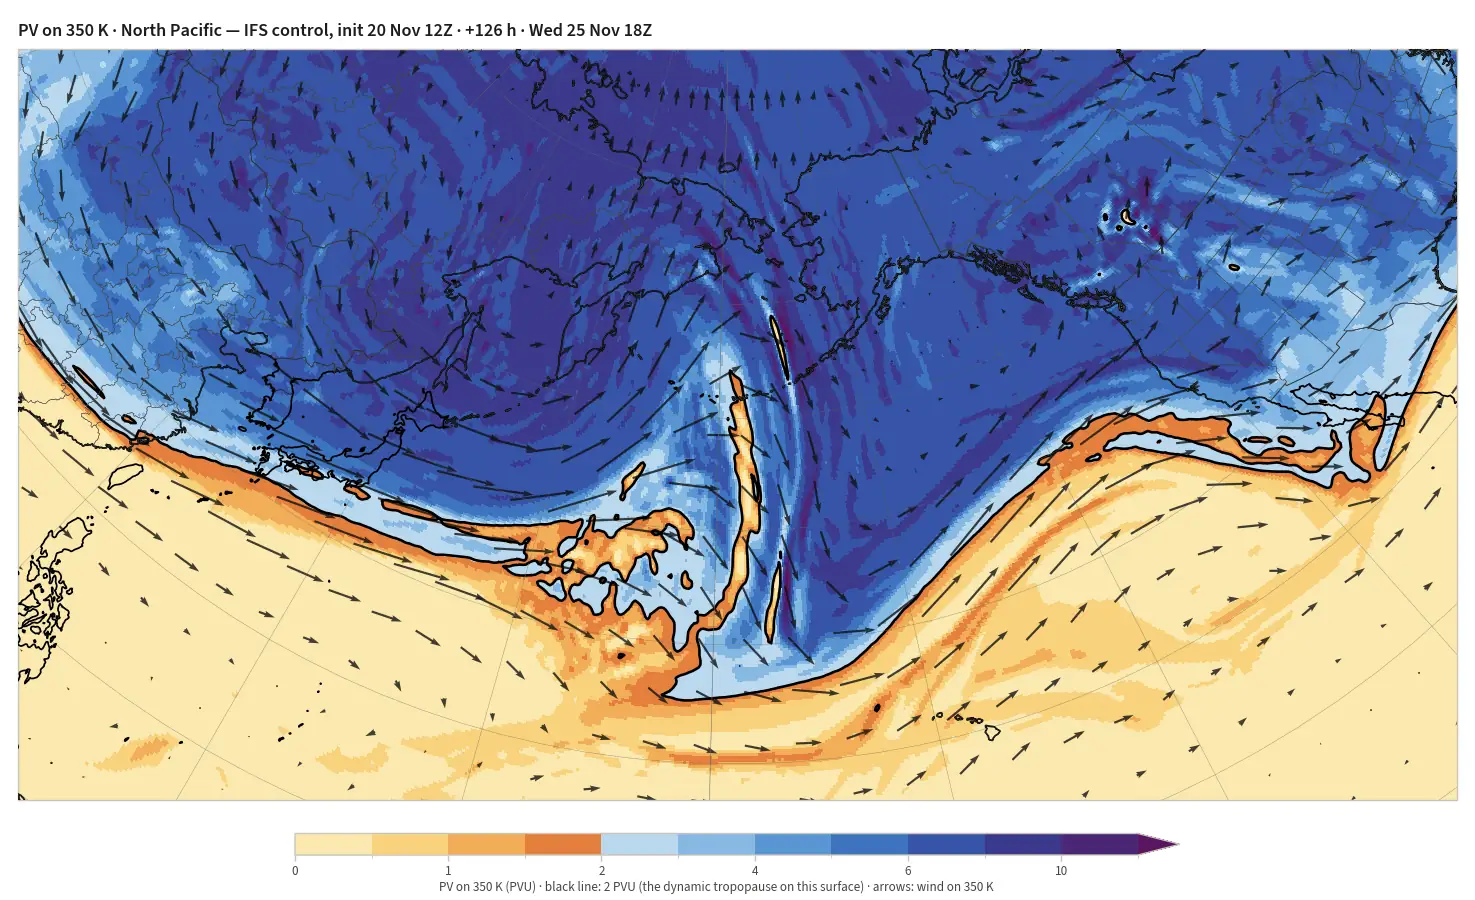 PV on 350 K · North Pacific — IFS control, init 20 Nov 12Z · +126 h · Wed 25 Nov 18Z
0 1 2 4 6 10
PV on 350 K (PVU) · black line: 2 PVU (the dynamic tropopause on this surface) · arrows: wind on 350 K